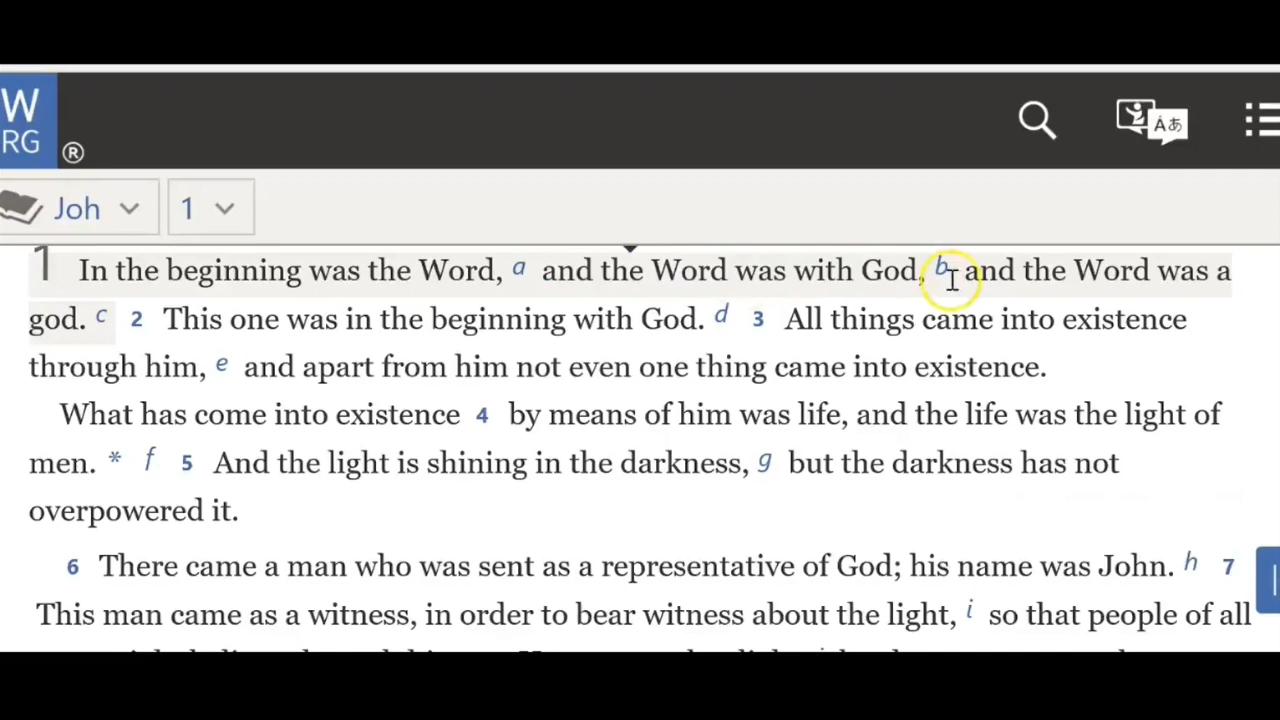 W
RG ®
Aあ
Joh 1
1 In the beginning was the Word, a and the Word was with God, b and the Word was a
god. c 2 This one was in the beginning with God. d 3 All things came into existence
through him, e and apart from him not even one thing came into existence.
What has come into existence 4 by means of him was life, and the life was the light of
men. * f 5 And the light is shining in the darkness, g but the darkness has not
overpowered it.
6 There came a man who was sent as a representative of God; his name was John. h 7
This man came as a witness, in order to bear witness about the light, i so that people of all